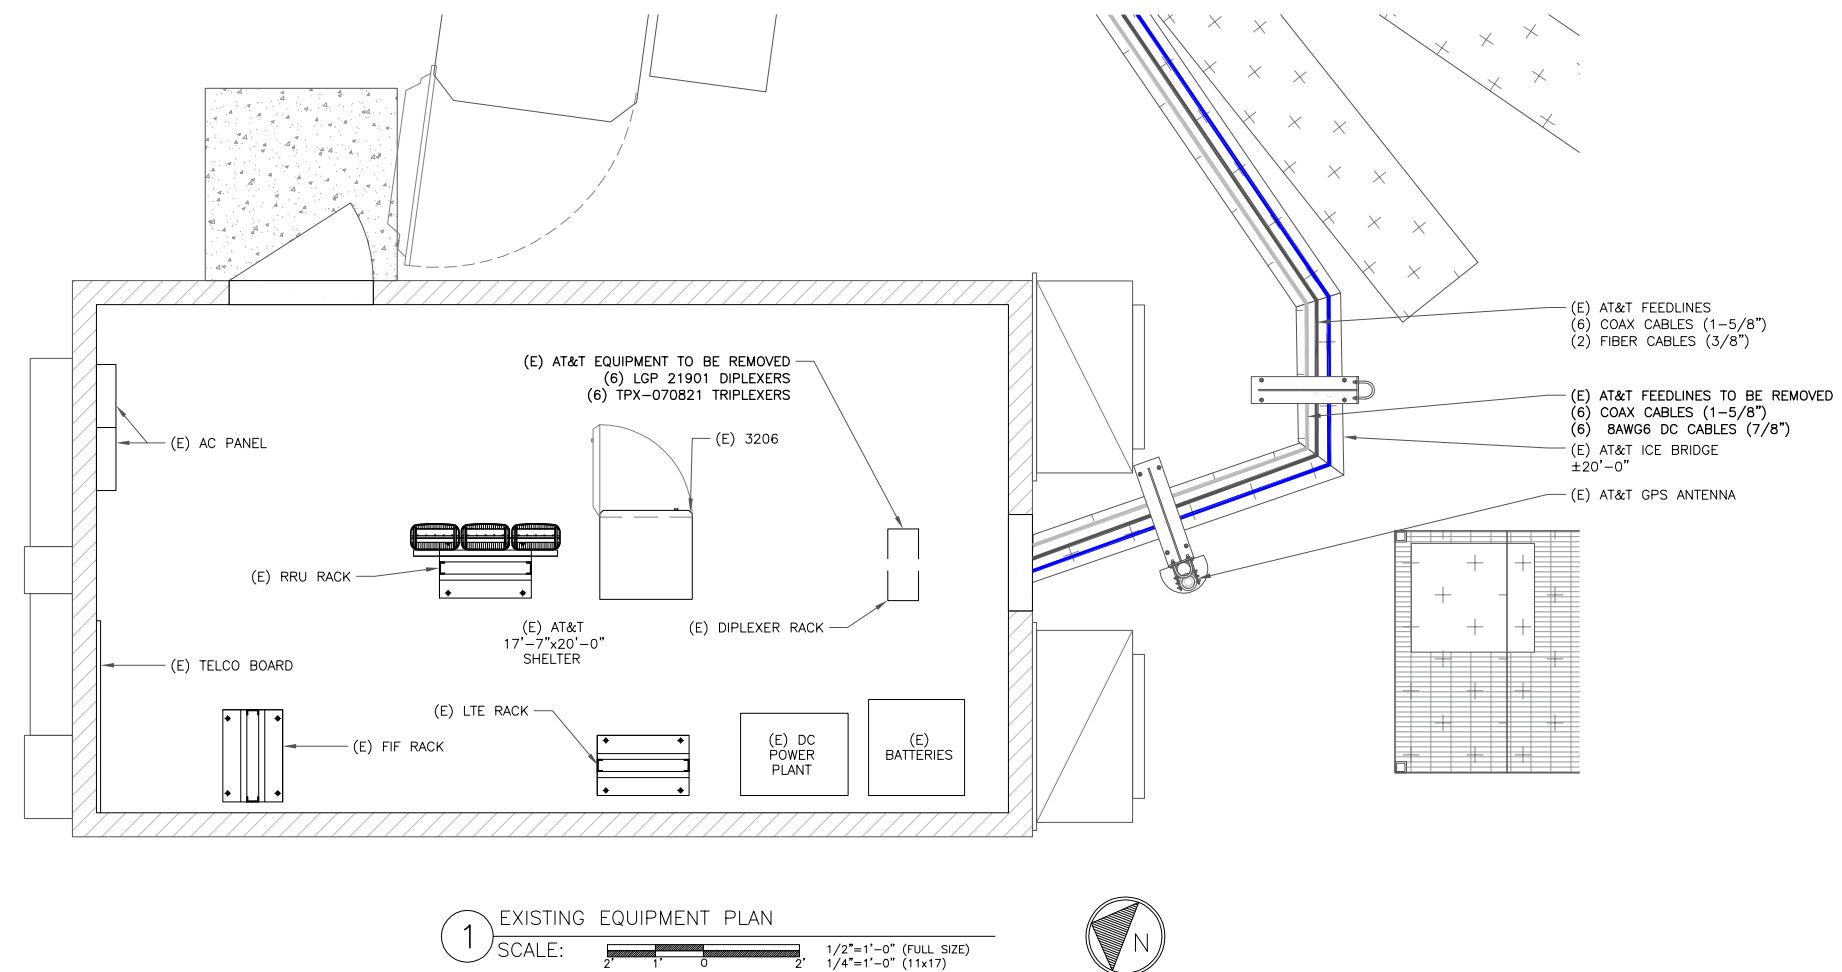 (E) AT&T FEEDLINES
(6) COAX CABLES (1-5/8")
(2) FIBER CABLES (3/8")
(E) AT&T EQUIPMENT TO BE REMOVED
(6) LGP 21901 DIPLEXERS
(6) TPX-070821 TRIPLEXERS
(E) AT&T FEEDLINES TO BE REMOVED
(6) COAX CABLES (1-5/8")
(6) 8AWG6 DC CABLES (7/8")
(E) AT&T ICE BRIDGE
±20'-0"
(E) AC PANEL
(E) 3206
(E) AT&T GPS ANTENNA
(E) RRU RACK
(E) AT&T
17'-7"x20'-0"
SHELTER
(E) DIPLEXER RACK
(E) TELCO BOARD
(E) LTE RACK
(E) FIF RACK
(E) DC
POWER
PLANT
(E)
BATTERIES
1
EXISTING EQUIPMENT PLAN
SCALE:
2' 1' 0 2'
1/2"=1'-0" (FULL SIZE)
1/4"=1'-0" (11x17)
N